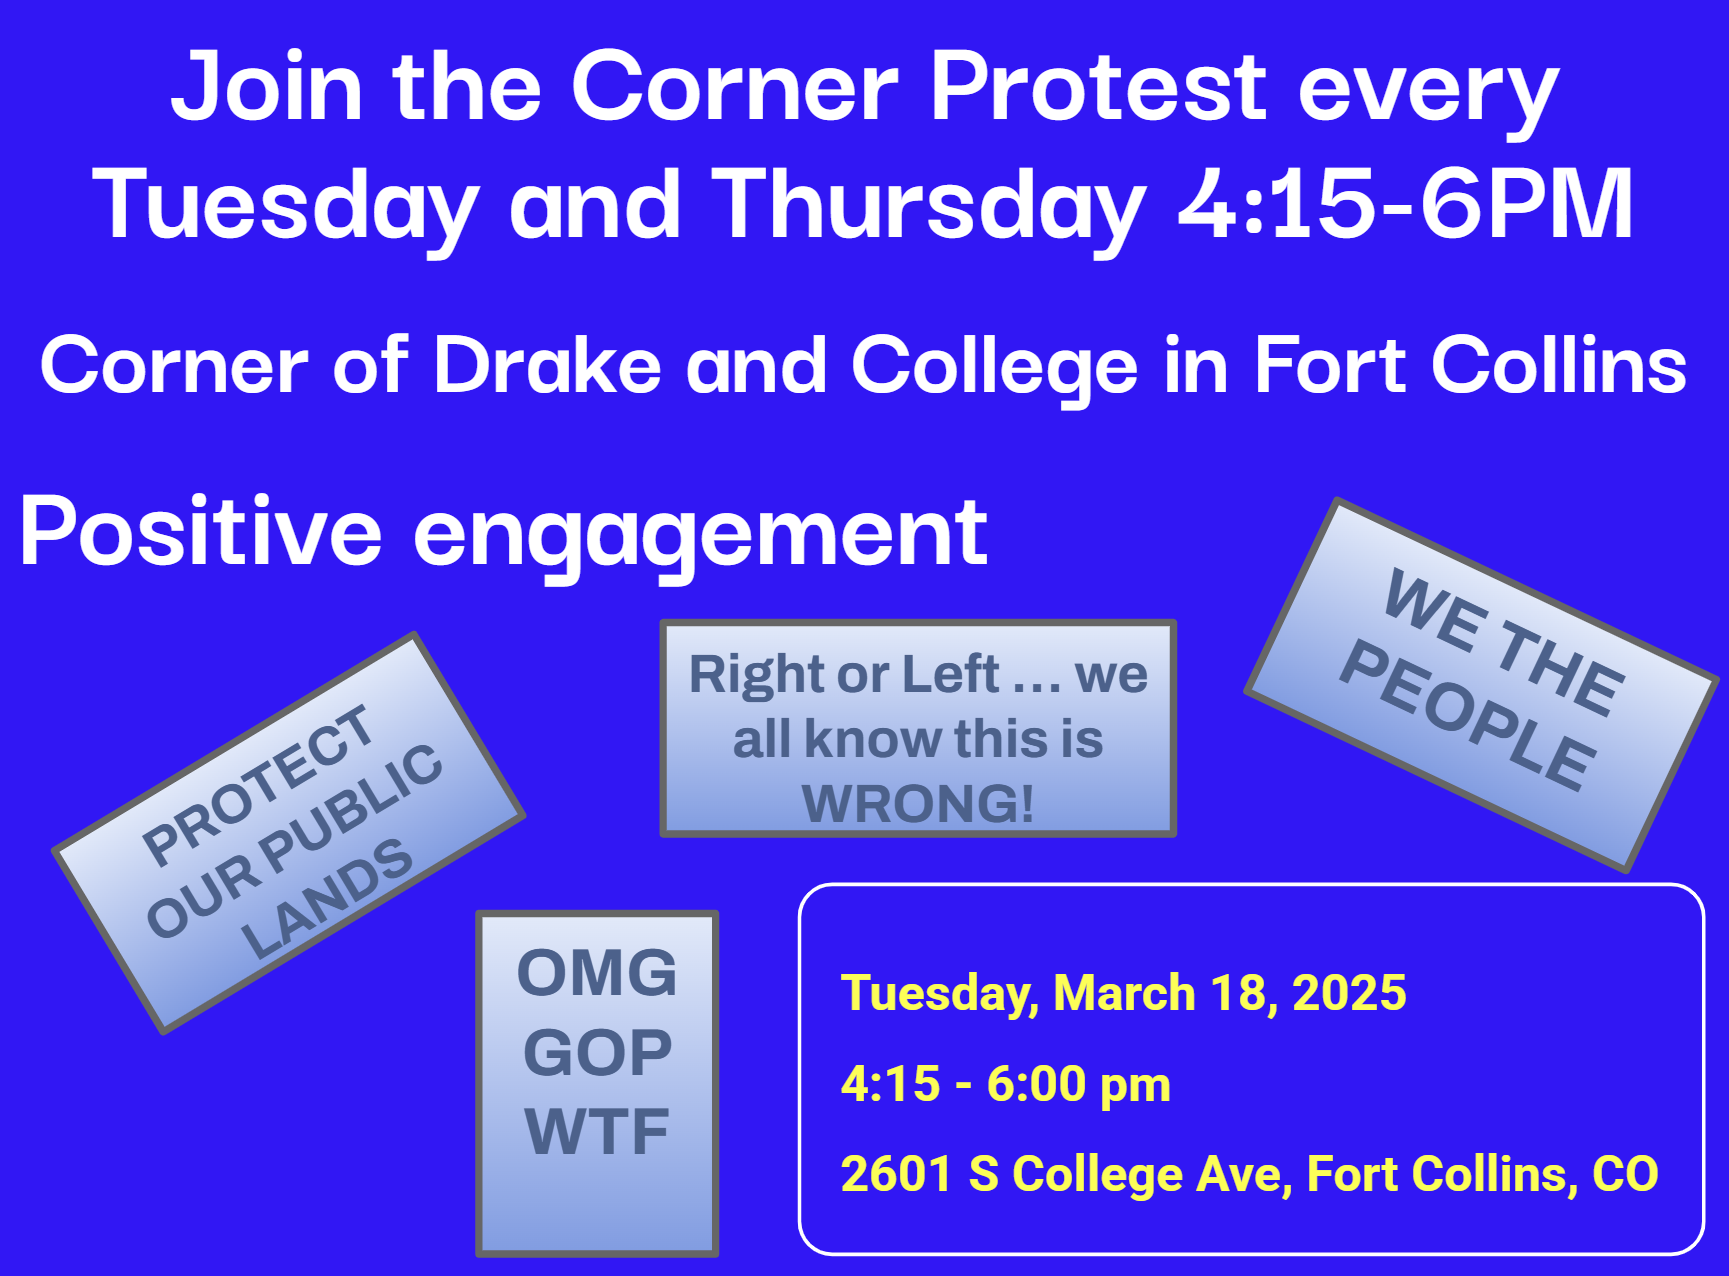 Join the Corner Protest every
Tuesday and Thursday 4:15-6PM
Corner of Drake and College in Fort Collins
Positive engagement
WE THE
PEOPLE
Right or Left ... we
all know this is
WRONG!
PROTECT
OUR PUBLIC
LANDS
OMG
GOP
WTF
Tuesday, March 18, 2025
4:15 - 6:00 pm
2601 S College Ave, Fort Collins, CO